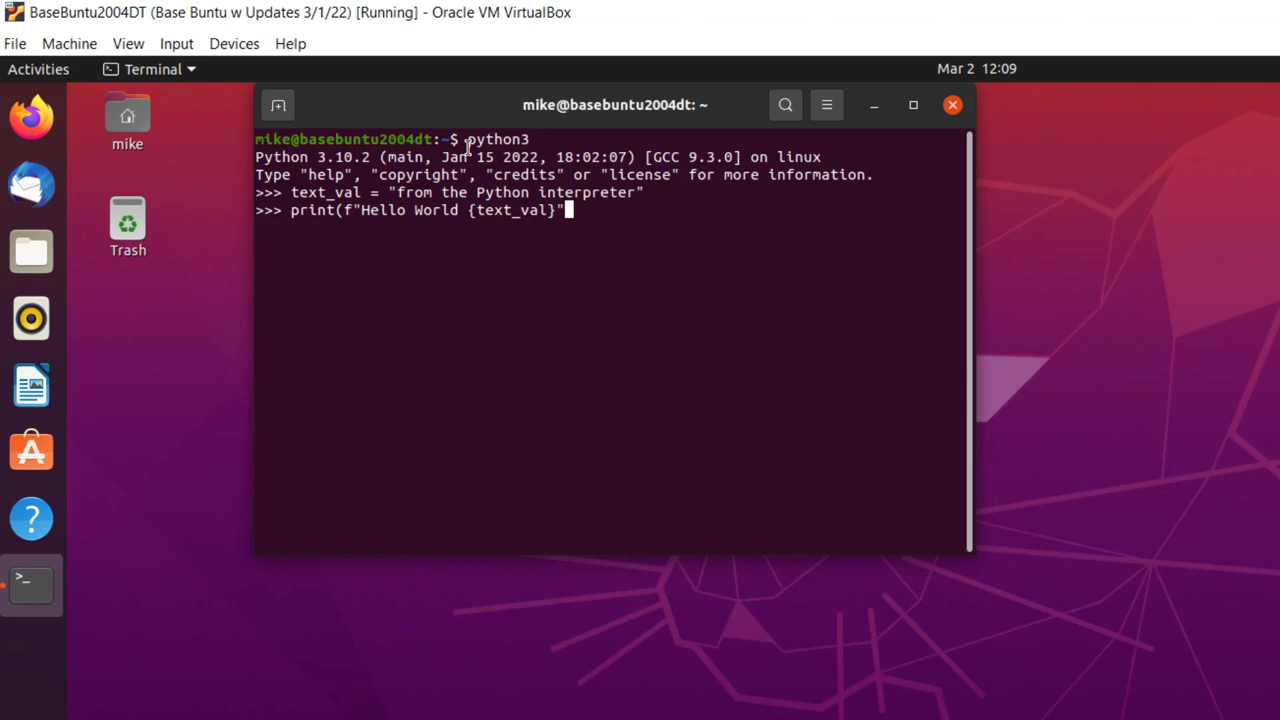 BaseBuntu2004DT (Base Buntu w Updates 3/1/22) [Running] - Oracle VM VirtualBox
File Machine View Input Devices Help
Activities Terminal Mar 2 12:09
mike@basebuntu2004dt: ~
mike
Trash
mike@basebuntu2004dt:~$ python3
Python 3.10.2 (main, Jan 15 2022, 18:02:07) [GCC 9.3.0] on linux
Type "help", "copyright", "credits" or "license" for more information.
>>> text_val = "from the Python interpreter"
>>> print(f"Hello World {text_val}"